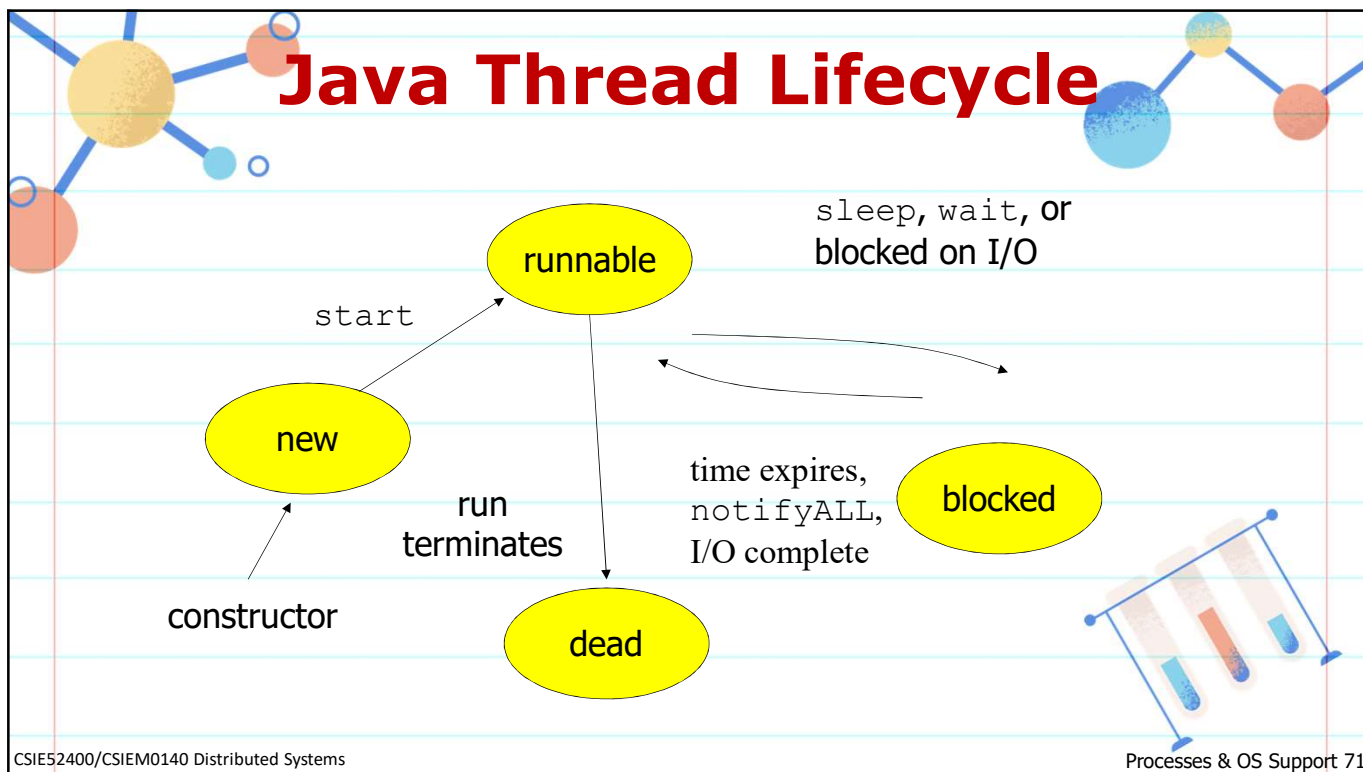 Java Thread Lifecycle
sleep, wait, or
blocked on I/O
runnable
start
new
time expires,
notifyALL,
I/O complete
blocked
run
terminates
constructor
dead
CSIE52400/CSIEM0140 Distributed Systems
Processes & OS Support 71